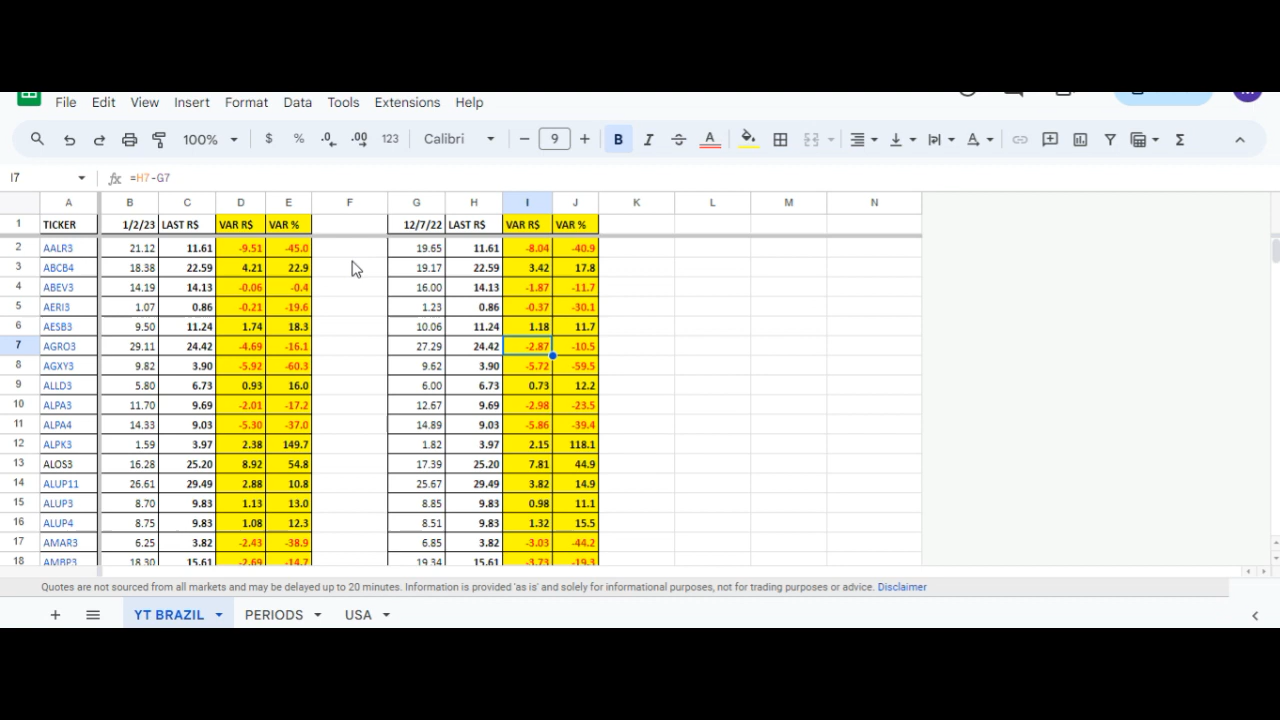 File Edit View Insert Format Data Tools Extensions Help
100% $ % .0 .00 123 Calibri 9 B I A A Σ
I7 fx =H7-G7
A B C D E F G H I J K L M N
1 TICKER 1/2/23 LAST R$ VAR R$ VAR % 12/7/22 LAST R$ VAR R$ VAR %
2 AALR3 21.12 11.61 -9.51 -45.0 19.65 11.61 -8.04 -40.9
3 ABCB4 18.38 22.59 4.21 22.9 19.17 22.59 3.42 17.8
4 ABEV3 14.19 14.13 -0.06 -0.4 16.00 14.13 -1.87 -11.7
5 AERI3 1.07 0.86 -0.21 -19.6 1.23 0.86 -0.37 -30.1
6 AESB3 9.50 11.24 1.74 18.3 10.06 11.24 1.18 11.7
7 AGRO3 29.11 24.42 -4.69 -16.1 27.29 24.42 -2.87 -10.5
8 AGXY3 9.82 3.90 -5.92 -60.3 9.62 3.90 -5.72 -59.5
9 ALLD3 5.80 6.73 0.93 16.0 6.00 6.73 0.73 12.2
10 ALPA3 11.70 9.69 -2.01 -17.2 12.67 9.69 -2.98 -23.5
11 ALPA4 14.33 9.03 -5.30 -37.0 14.89 9.03 -5.86 -39.4
12 ALPK3 1.59 3.97 2.38 149.7 1.82 3.97 2.15 118.1
13 ALOS3 16.28 25.20 8.92 54.8 17.39 25.20 7.81 44.9
14 ALUP11 26.61 29.49 2.88 10.8 25.67 29.49 3.82 14.9
15 ALUP3 8.70 9.83 1.13 13.0 8.85 9.83 0.98 11.1
16 ALUP4 8.75 9.83 1.08 12.3 8.51 9.83 1.32 15.5
17 AMAR3 6.25 3.82 -2.43 -38.9 6.85 3.82 -3.03 -44.2
18 AMBP3 18.30 15.61 -2.69 -14.7 19.34 15.61 -3.73 -19.3
Quotes are not sourced from all markets and may be delayed up to 20 minutes. Information is provided 'as is' and solely for informational purposes, not for trading purposes or advice. Disclaimer
YT BRAZIL PERIODS USA